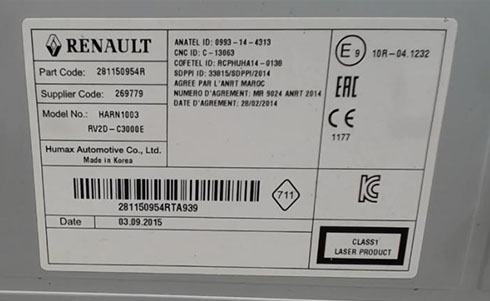 RENAULT
Part Code: 281150954R
Supplier Code: 269779
Model No.: HARN1003
RV2D-C3000E
Humax Automotive Co., Ltd.
Made in Korea
ANATEL ID: 0993-14-4313
CNC ID: C-13063
COFETEL ID: RCPHUHA14-0138
SDPPI ID: 33815/SDPPI/2014
AGREE PAR L'ANRT MAROC
NUMERO D'AGREMENT: MR 9024 ANRT 2014
DATE D'AGREMENT: 28/02/2014
E9 10R-04.1232
EAC
CE
1177
281150954RTA939
711
KC
Date 03.09.2015
CLASS1
LASER PRODUCT